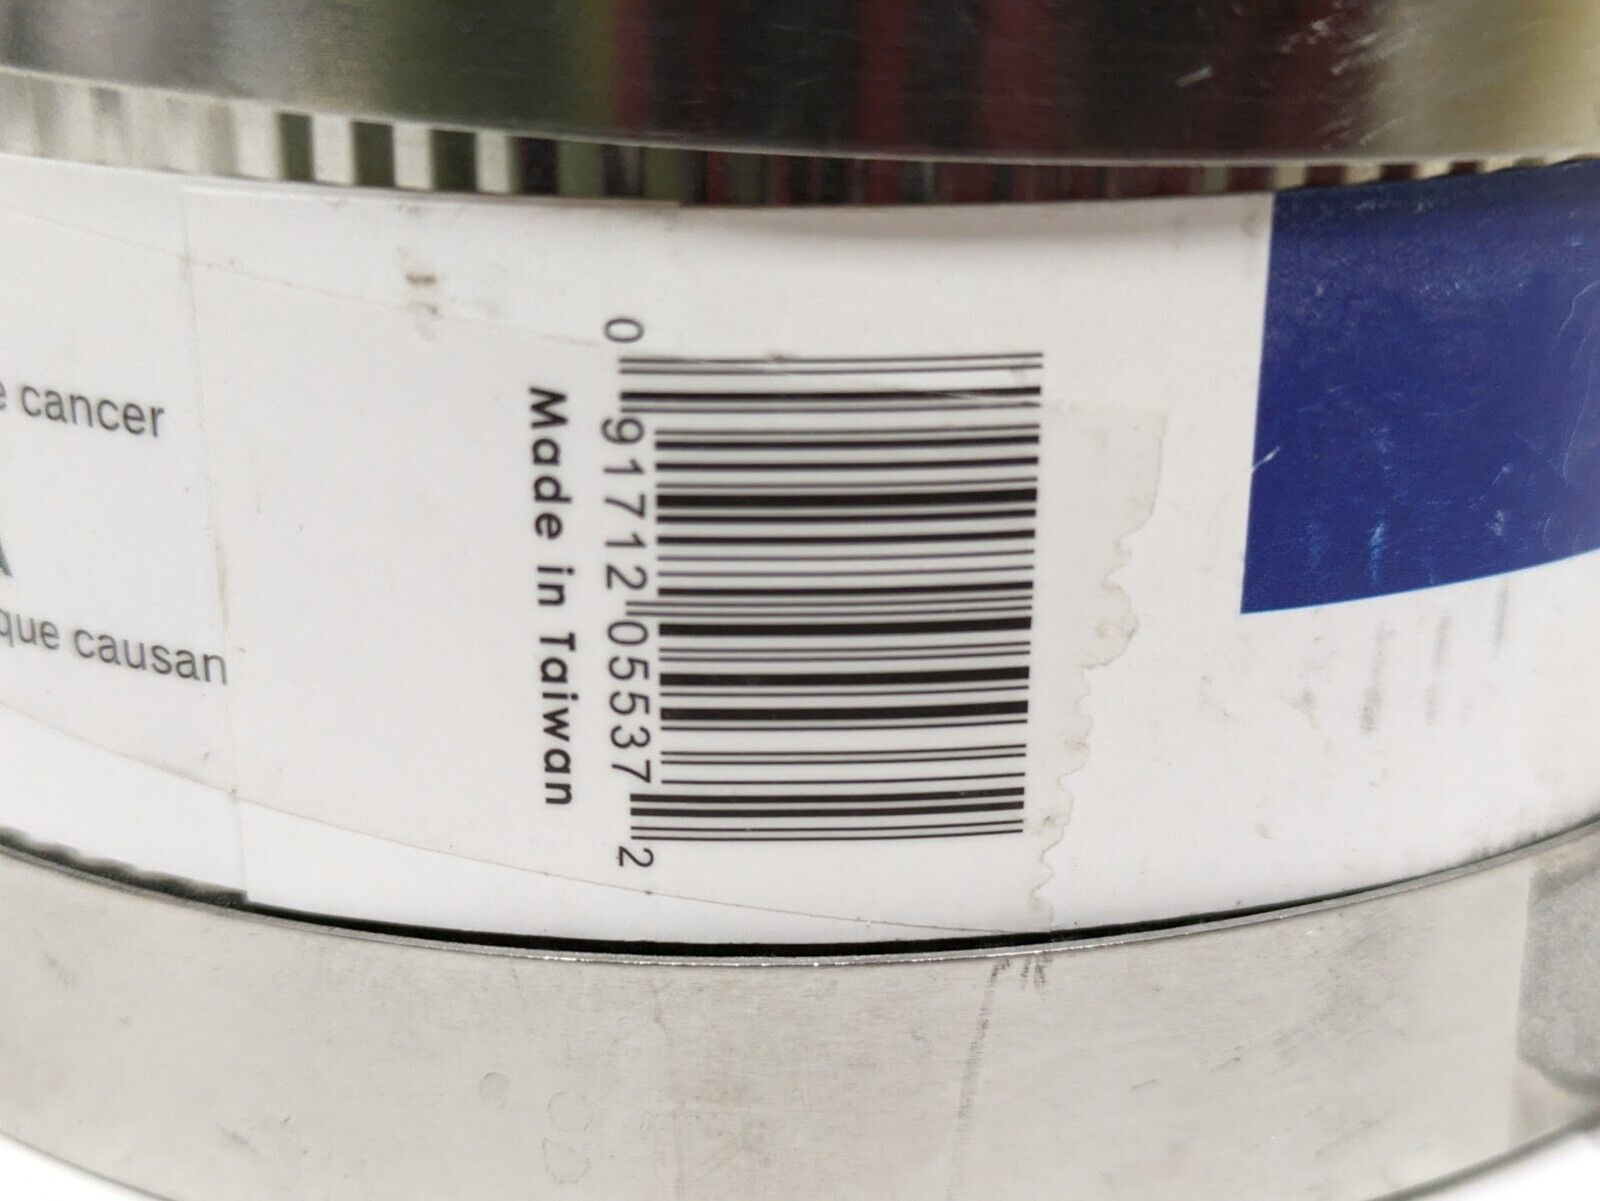 cancer
que causan
0 91712 05537 2
Made in Taiwan